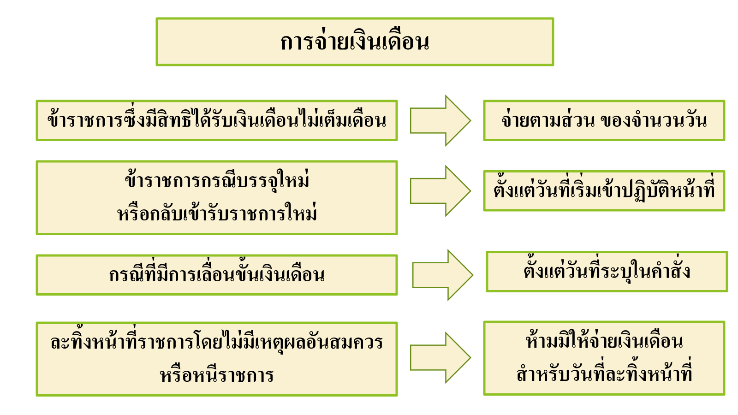 การจ่ายเงินเดือน
ข้าราชการซึ่งมีสิทธิได้รับเงินเดือนไม่เต็มเดือน
จ่ายตามส่วน ของจำนวนวัน
ข้าราชการกรณีบรรจุใหม่
หรือกลับเข้ารับราชการใหม่
ตั้งแต่วันที่เริ่มเข้าปฏิบัติหน้าที่
กรณีที่มีการเลื่อนขั้นเงินเดือน
ตั้งแต่วันที่ระบุในคำสั่ง
ละทิ้งหน้าที่ราชการโดยไม่มีเหตุผลอันสมควร
หรือหนีราชการ
ห้ามมิให้จ่ายเงินเดือน
สำหรับวันที่ละทิ้งหน้าที่